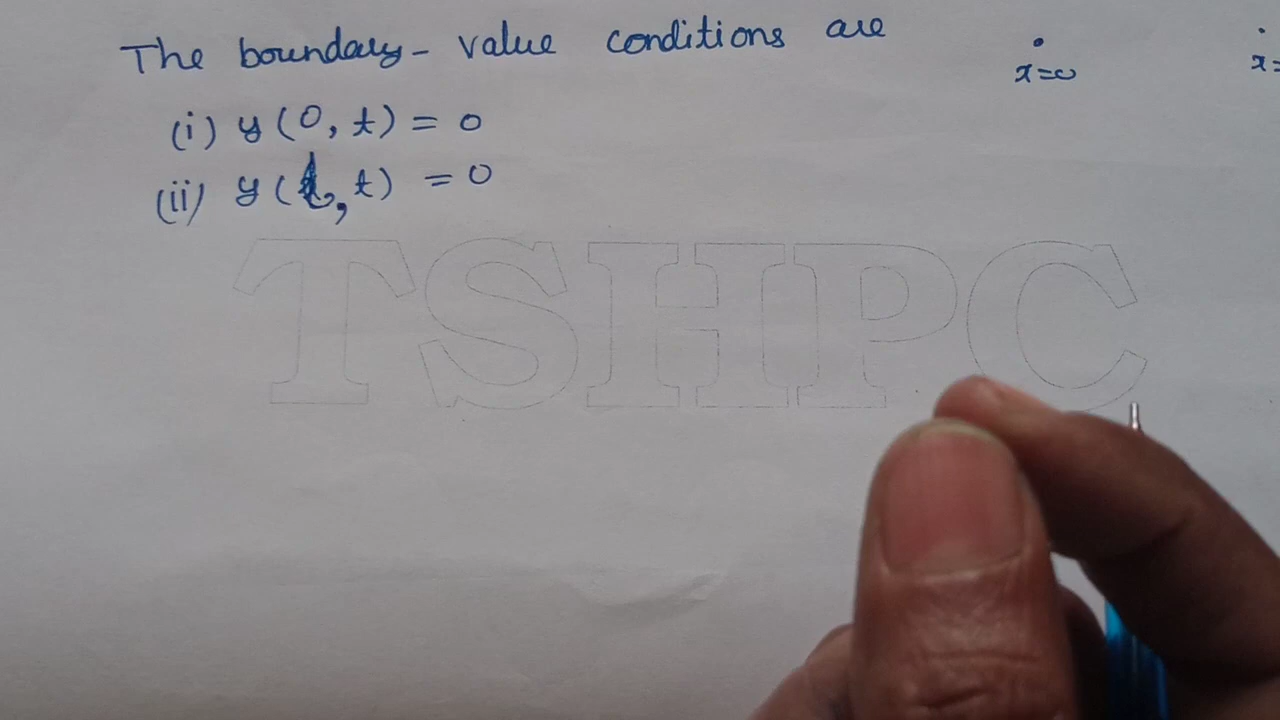 The boundary - value conditions are
x=0
x=
(i) y(0, t) = 0
(ii) y(l, t) = 0
TSHPC